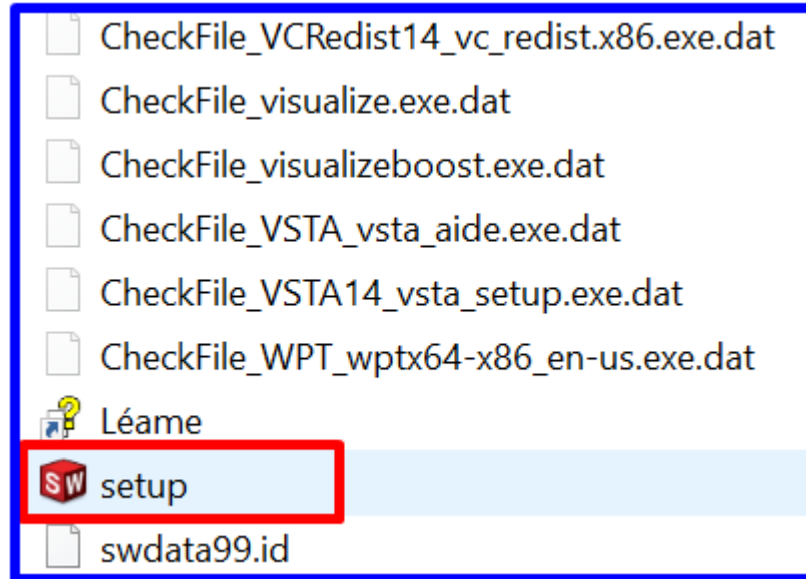 CheckFile_VCRedist14_vc_redist.x86.exe.dat
CheckFile_visualize.exe.dat
CheckFile_visualizeboost.exe.dat
CheckFile_VSTA_vsta_aide.exe.dat
CheckFile_VSTA14_vsta_setup.exe.dat
CheckFile_WPT_wptx64-x86_en-us.exe.dat
Léame
SW setup
swdata99.id